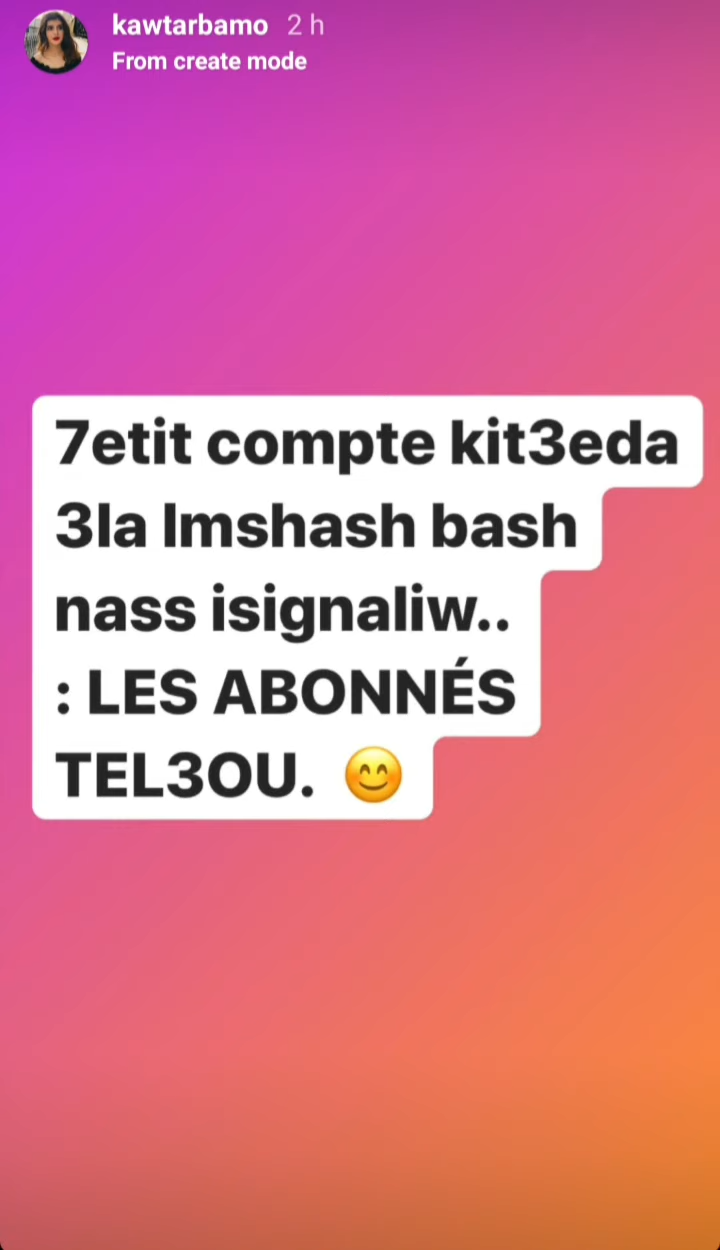 kawtarbamo 2 h
From create mode
7etit compte kit3eda
3la lmshash bash
nass isignaliw..
: LES ABONNÉS
TEL3OU. 😊